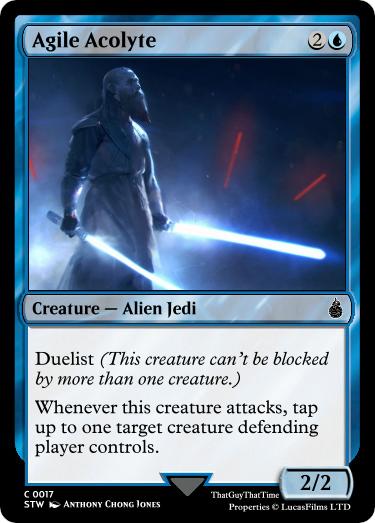 Agile Acolyte 2
Creature — Alien Jedi
Duelist (This creature can't be blocked
by more than one creature.)
Whenever this creature attacks, tap
up to one target creature defending
player controls.
2/2
C 0017
STW Anthony Chong Jones
ThatGuyThatTime
Properties © LucasFilms LTD